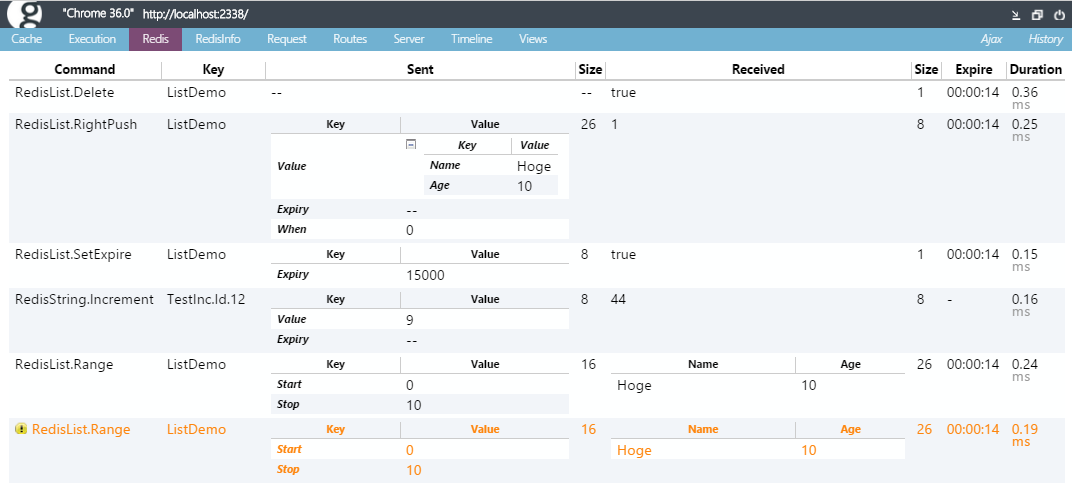 g "Chrome 36.0" http://localhost:2338/
Cache Execution Redis RedisInfo Request Routes Server Timeline Views Ajax History
Command Key Sent Size Received Size Expire Duration
RedisList.Delete ListDemo -- -- true 1 00:00:14 0.36
ms
RedisList.RightPush ListDemo Key Value 26 1 8 00:00:14 0.25
ms
Key Value
Value Name Hoge
Age 10
Expiry --
When 0
RedisList.SetExpire ListDemo Key Value 8 true 1 00:00:14 0.15
ms
Expiry 15000
RedisString.Increment TestInc.Id.12 Key Value 8 44 8 - 0.16
ms
Value 9
Expiry --
RedisList.Range ListDemo Key Value 16 Name Age 26 00:00:14 0.24
ms
Start 0 Hoge 10
Stop 10
RedisList.Range ListDemo Key Value 16 Name Age 26 00:00:14 0.19
ms
Start 0 Hoge 10
Stop 10